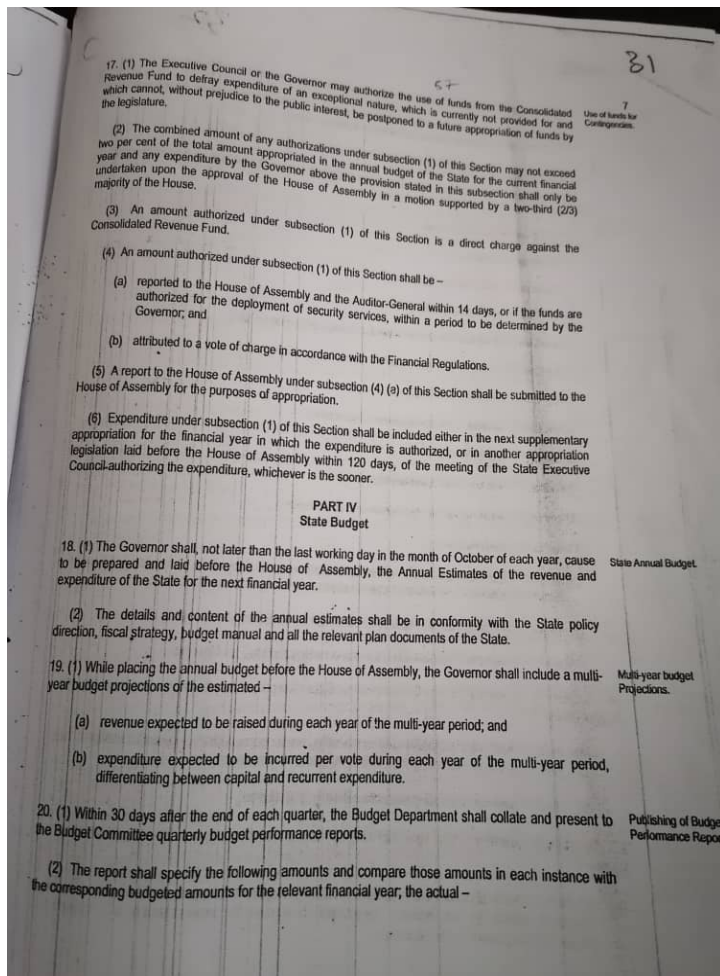 31
57
7
17. (1) The Executive Council or the Governor may authorize the use of funds from the Consolidated
Revenue Fund to defray expenditure of an exceptional nature, which is currently not provided for and
which cannot, without prejudice to the public interest, be postponed to a future appropriation of funds by
the legislature.
Use of funds for
Contingencies.
(2) The combined amount of any authorizations under subsection (1) of this Section may not exceed
two per cent of the total amount appropriated in the annual budget of the State for the current financial
year and any expenditure by the Governor above the provision stated in this subsection shall only be
undertaken upon the approval of the House of Assembly in a motion supported by a two-third (2/3)
majority of the House.
(3) An amount authorized under subsection (1) of this Section is a direct charge against the
Consolidated Revenue Fund.
(4) An amount authorized under subsection (1) of this Section shall be –
(a) reported to the House of Assembly and the Auditor-General within 14 days, or if the funds are
authorized for the deployment of security services, within a period to be determined by the
Governor; and
(b) attributed to a vote of charge in accordance with the Financial Regulations.
(5) A report to the House of Assembly under subsection (4) (a) of this Section shall be submitted to the
House of Assembly for the purposes of appropriation.
(6) Expenditure under subsection (1) of this Section shall be included either in the next supplementary
appropriation for the financial year in which the expenditure is authorized, or in another appropriation
legislation laid before the House of Assembly within 120 days, of the meeting of the State Executive
Council authorizing the expenditure, whichever is the sooner.
PART IV
State Budget
18. (1) The Governor shall, not later than the last working day in the month of October of each year, cause
to be prepared and laid before the House of Assembly, the Annual Estimates of the revenue and
expenditure of the State for the next financial year.
State Annual Budget.
(2) The details and content of the annual estimates shall be in conformity with the State policy
direction, fiscal strategy, budget manual and all the relevant plan documents of the State.
19. (1) While placing the annual budget before the House of Assembly, the Governor shall include a multi-
year budget projections of the estimated –
Multi-year budget
Projections.
(a) revenue expected to be raised during each year of the multi-year period; and
(b) expenditure expected to be incurred per vote during each year of the multi-year period,
differentiating between capital and recurrent expenditure.
20. (1) Within 30 days after the end of each quarter, the Budget Department shall collate and present to
the Budget Committee quarterly budget performance reports.
Publishing of Budge
Performance Repor
(2) The report shall specify the following amounts and compare those amounts in each instance with
the corresponding budgeted amounts for the relevant financial year; the actual –